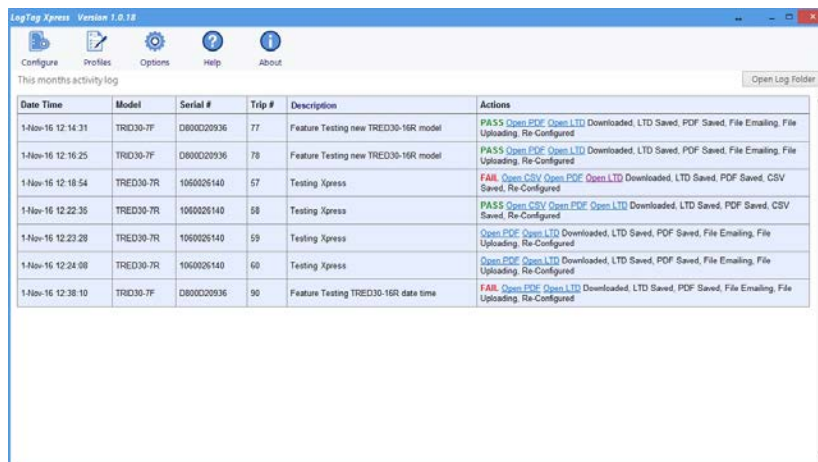 LogTag Xpress Version 1.0.18
Configure Profiles Options Help About
This months activity log
Open Log Folder
Date Time Model Serial # Trip # Description Actions
1-Nov-16 12:14:31 TRID30-7F D800D20936 77 Feature Testing new TRED30-16R model PASS Open PDF Open LTD Downloaded, LTD Saved, PDF Saved, File Emailing, File
Uploading, Re-Configured
1-Nov-16 12:16:25 TRID30-7F D800D20936 78 Feature Testing new TRED30-16R model PASS Open PDF Open LTD Downloaded, LTD Saved, PDF Saved, File Emailing, File
Uploading, Re-Configured
1-Nov-16 12:18:54 TRED30-7R 1060026140 57 Testing Xpress FAIL Open CSV Open PDF Open LTD Downloaded, LTD Saved, PDF Saved, CSV
Saved, Re-Configured
1-Nov-16 12:22:35 TRED30-7R 1060026140 58 Testing Xpress PASS Open CSV Open PDF Open LTD Downloaded, LTD Saved, PDF Saved, CSV
Saved, Re-Configured
1-Nov-16 12:23:28 TRED30-7R 1060026140 59 Testing Xpress Open PDF Open LTD Downloaded, LTD Saved, PDF Saved, File Emailing, File
Uploading, Re-Configured
1-Nov-16 12:24:08 TRED30-7R 1060026140 60 Testing Xpress Open PDF Open LTD Downloaded, LTD Saved, PDF Saved, File Emailing, File
Uploading, Re-Configured
1-Nov-16 12:38:10 TRID30-7F D800D20936 90 Feature Testing TRED30-16R date time FAIL Open PDF Open LTD Downloaded, LTD Saved, PDF Saved, File Emailing, File
Uploading, Re-Configured